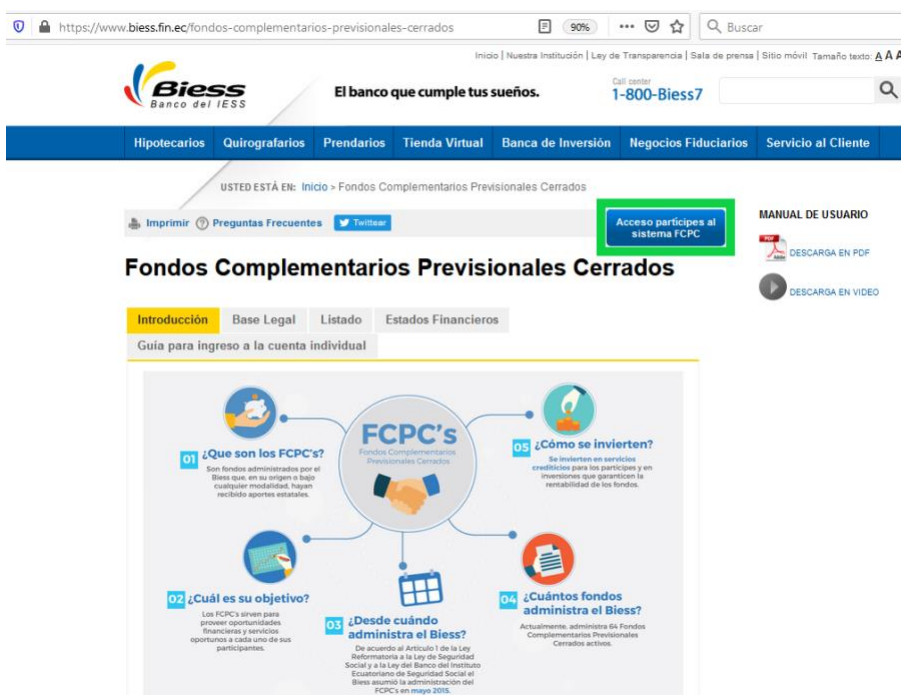 https://www.biess.fin.ec/fondos-complementarios-previsionales-cerrados
90%
Buscar
Inicio | Nuestra Institución | Ley de Transparencia | Sala de prensa | Sitio móvil Tamaño texto: A A A
Biess
Banco del IESS
El banco que cumple tus sueños.
Call center
1-800-Biess7
Hipotecarios Quirografarios Prendarios Tienda Virtual Banca de Inversión Negocios Fiduciarios Servicio al Cliente
USTED ESTÁ EN: Inicio > Fondos Complementarios Previsionales Cerrados
Imprimir Preguntas Frecuentes Twittear
Acceso partícipes al
sistema FCPC
MANUAL DE USUARIO
PDF
Adobe
DESCARGA EN PDF
DESCARGA EN VIDEO
Fondos Complementarios Previsionales Cerrados
Introducción Base Legal Listado Estados Financieros
Guía para ingreso a la cuenta individual
FCPC's
Fondos Complementarios
Previsionales Cerrados
01 ¿Que son los FCPC's?
Son fondos administrados por el
Biess que, en su origen o bajo
cualquier modalidad, hayan
recibido aportes estatales.
05 ¿Cómo se invierten?
Se invierten en servicios
crediticios para los partícipes y en
inversiones que garanticen la
rentabilidad de los fondos.
02 ¿Cuál es su objetivo?
Los FCPC's sirven para
proveer oportunidades
financieras y servicios
oportunos a cada uno de sus
participantes.
03 ¿Desde cuándo
administra el Biess?
De acuerdo al Artículo 1 de la Ley
Reformatoria a la Ley de Seguridad
Social y a la Ley del Banco del Instituto
Ecuatoriano de Seguridad Social el
Biess asumió la administración del
FCPC's en mayo 2015.
04 ¿Cuántos fondos
administra el Biess?
Actualmente, administra 64 Fondos
Complementarios Previsionales
Cerrados activos.